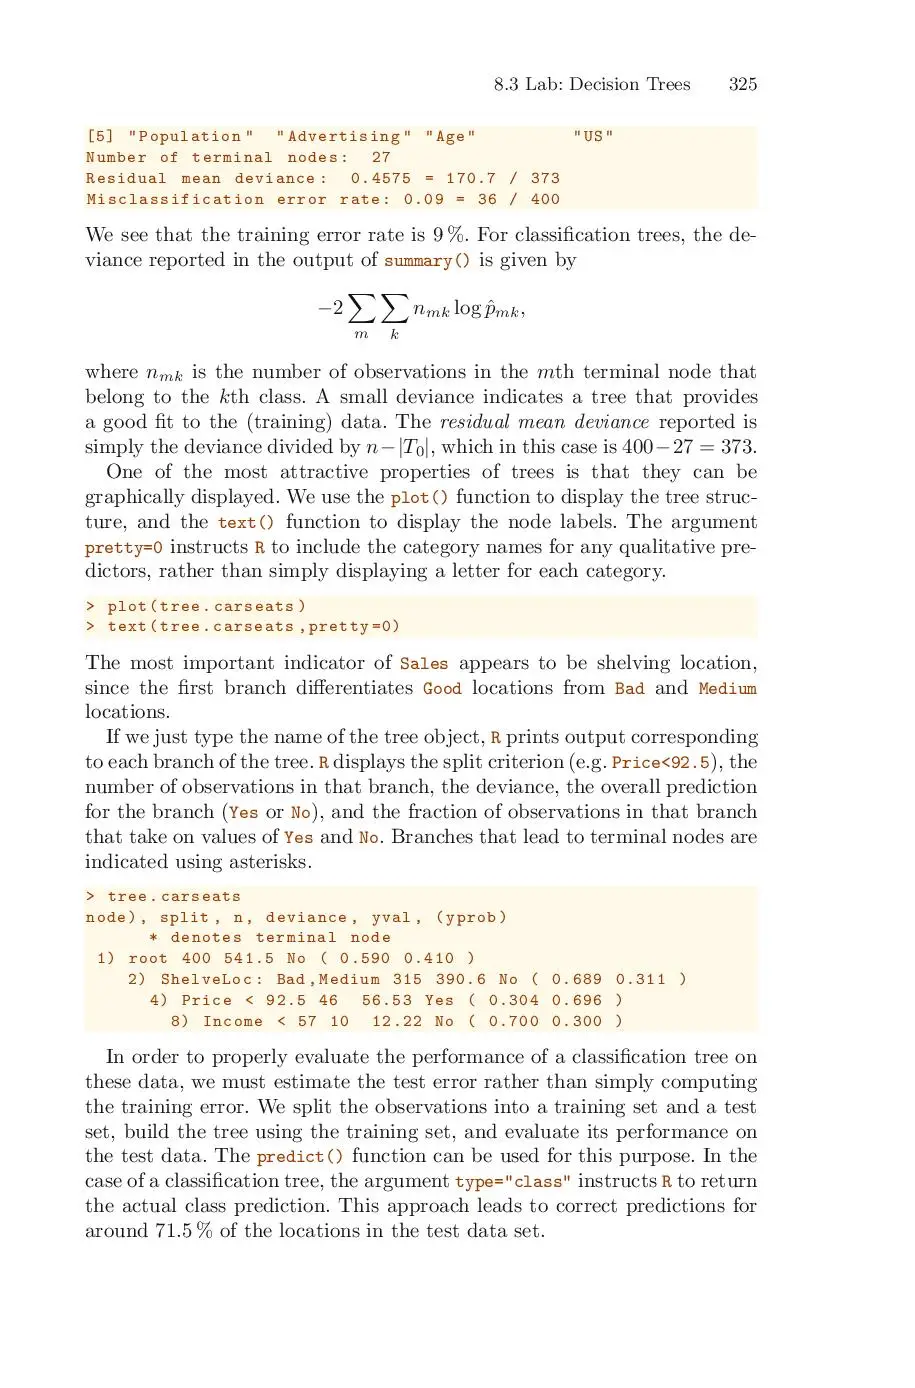 8.3 Lab: Decision Trees 325
[5] "Population" "Advertising" "Age" "US"
Number of terminal nodes: 27
Residual mean deviance: 0.4575 = 170.7 / 373
Misclassification error rate: 0.09 = 36 / 400
We see that the training error rate is 9 %. For classification trees, the de-
viance reported in the output of summary() is given by
−2 ∑ ∑ n_mk log p̂_mk,
m k
where n_mk is the number of observations in the mth terminal node that
belong to the kth class. A small deviance indicates a tree that provides
a good fit to the (training) data. The residual mean deviance reported is
simply the deviance divided by n−|T₀|, which in this case is 400−27 = 373.
One of the most attractive properties of trees is that they can be
graphically displayed. We use the plot() function to display the tree struc-
ture, and the text() function to display the node labels. The argument
pretty=0 instructs R to include the category names for any qualitative pre-
dictors, rather than simply displaying a letter for each category.
> plot(tree.carseats)
> text(tree.carseats,pretty=0)
The most important indicator of Sales appears to be shelving location,
since the first branch differentiates Good locations from Bad and Medium
locations.
If we just type the name of the tree object, R prints output corresponding
to each branch of the tree. R displays the split criterion (e.g. Price<92.5), the
number of observations in that branch, the deviance, the overall prediction
for the branch (Yes or No), and the fraction of observations in that branch
that take on values of Yes and No. Branches that lead to terminal nodes are
indicated using asterisks.
> tree.carseats
node), split, n, deviance, yval, (yprob)
* denotes terminal node
1) root 400 541.5 No ( 0.590 0.410 )
2) ShelveLoc: Bad,Medium 315 390.6 No ( 0.689 0.311 )
4) Price < 92.5 46 56.53 Yes ( 0.304 0.696 )
8) Income < 57 10 12.22 No ( 0.700 0.300 )
In order to properly evaluate the performance of a classification tree on
these data, we must estimate the test error rather than simply computing
the training error. We split the observations into a training set and a test
set, build the tree using the training set, and evaluate its performance on
the test data. The predict() function can be used for this purpose. In the
case of a classification tree, the argument type="class" instructs R to return
the actual class prediction. This approach leads to correct predictions for
around 71.5 % of the locations in the test data set.